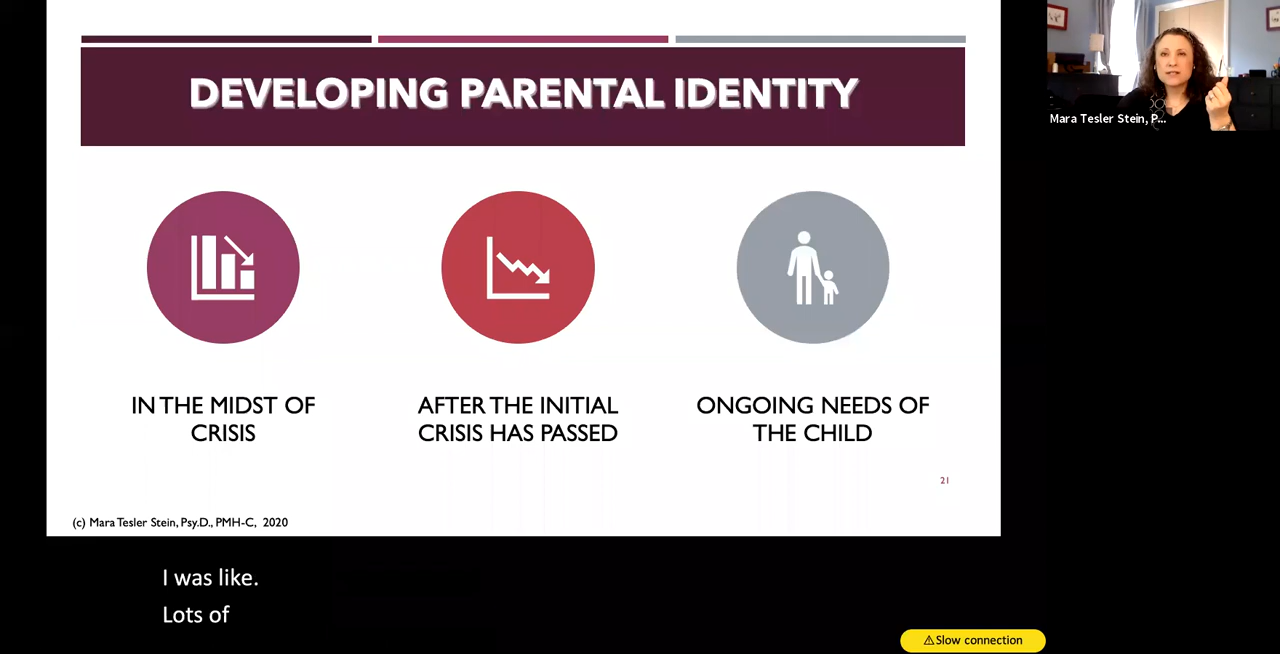 DEVELOPING PARENTAL IDENTITY
Mara Tesler Stein, P...
IN THE MIDST OF
CRISIS
AFTER THE INITIAL
CRISIS HAS PASSED
ONGOING NEEDS OF
THE CHILD
21
(c) Mara Tesler Stein, Psy.D., PMH-C, 2020
I was like.
Lots of
⚠Slow connection